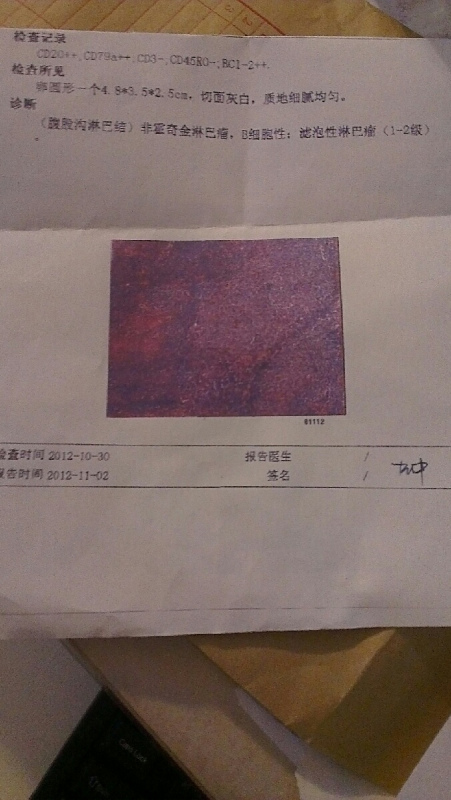 检查记录
CD20++,CD79a++,CD3-,CD45RO-,BC1-2++.
检查所见
卵圆形一个4.8*3.5*2.5cm，切面灰白，质地细腻均匀。
诊断
（腹股沟淋巴结）非霍奇金淋巴瘤，B细胞性；滤泡性淋巴瘤（1-2级）
。
01112
检查时间 2012-10-30 报告医生 /
报告时间 2012-11-02 签名 /
Caps Lock